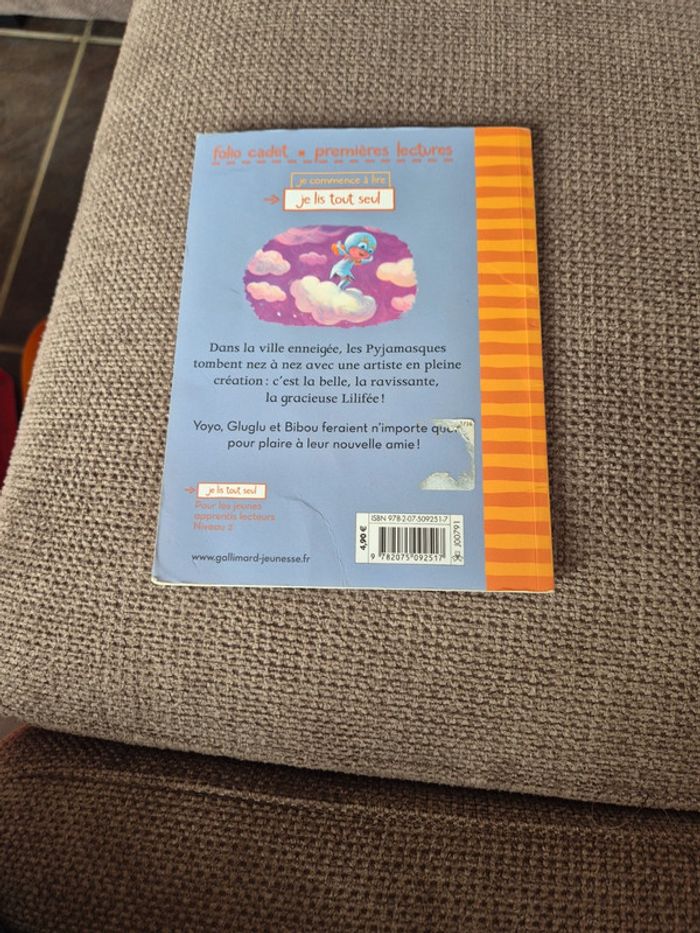 folio cadet ■ premières lectures
je commence à lire
je lis tout seul
Dans la ville enneigée, les Pyjamasques
tombent nez à nez avec une artiste en pleine
création : c'est la belle, la ravissante,
la gracieuse Lilifée !
Yoyo, Gluglu et Bibou feraient n'importe quoi
pour plaire à leur nouvelle amie !
je lis tout seul
Pour les jeunes
apprentis lecteurs
Niveau 2
www.gallimard-jeunesse.fr
4,90 €
ISBN 978-2-07-509251-7
9 782075 092517
J00791